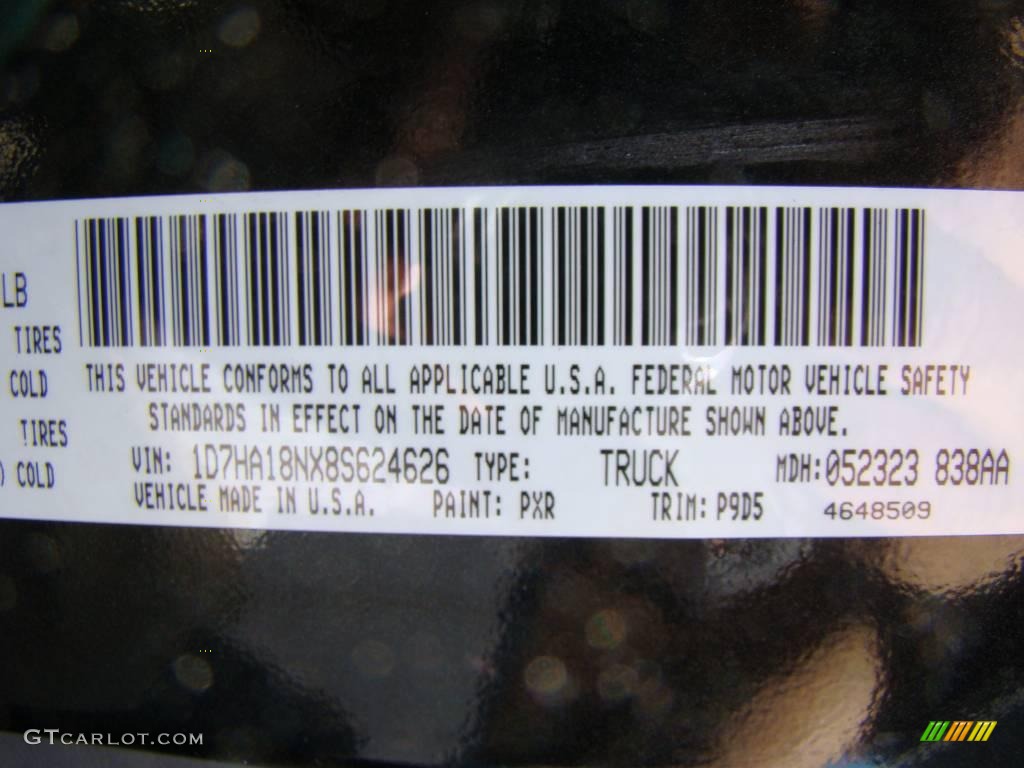 LB
TIRES
COLD
TIRES
) COLD
THIS VEHICLE CONFORMS TO ALL APPLICABLE U.S.A. FEDERAL MOTOR VEHICLE SAFETY
STANDARDS IN EFFECT ON THE DATE OF MANUFACTURE SHOWN ABOVE.
VIN: 1D7HA18NX8S624626 TYPE: TRUCK MDH:052323 838AA
VEHICLE MADE IN U.S.A. PAINT: PXR TRIM: P9D5 4648509
GTCARLOT.COM